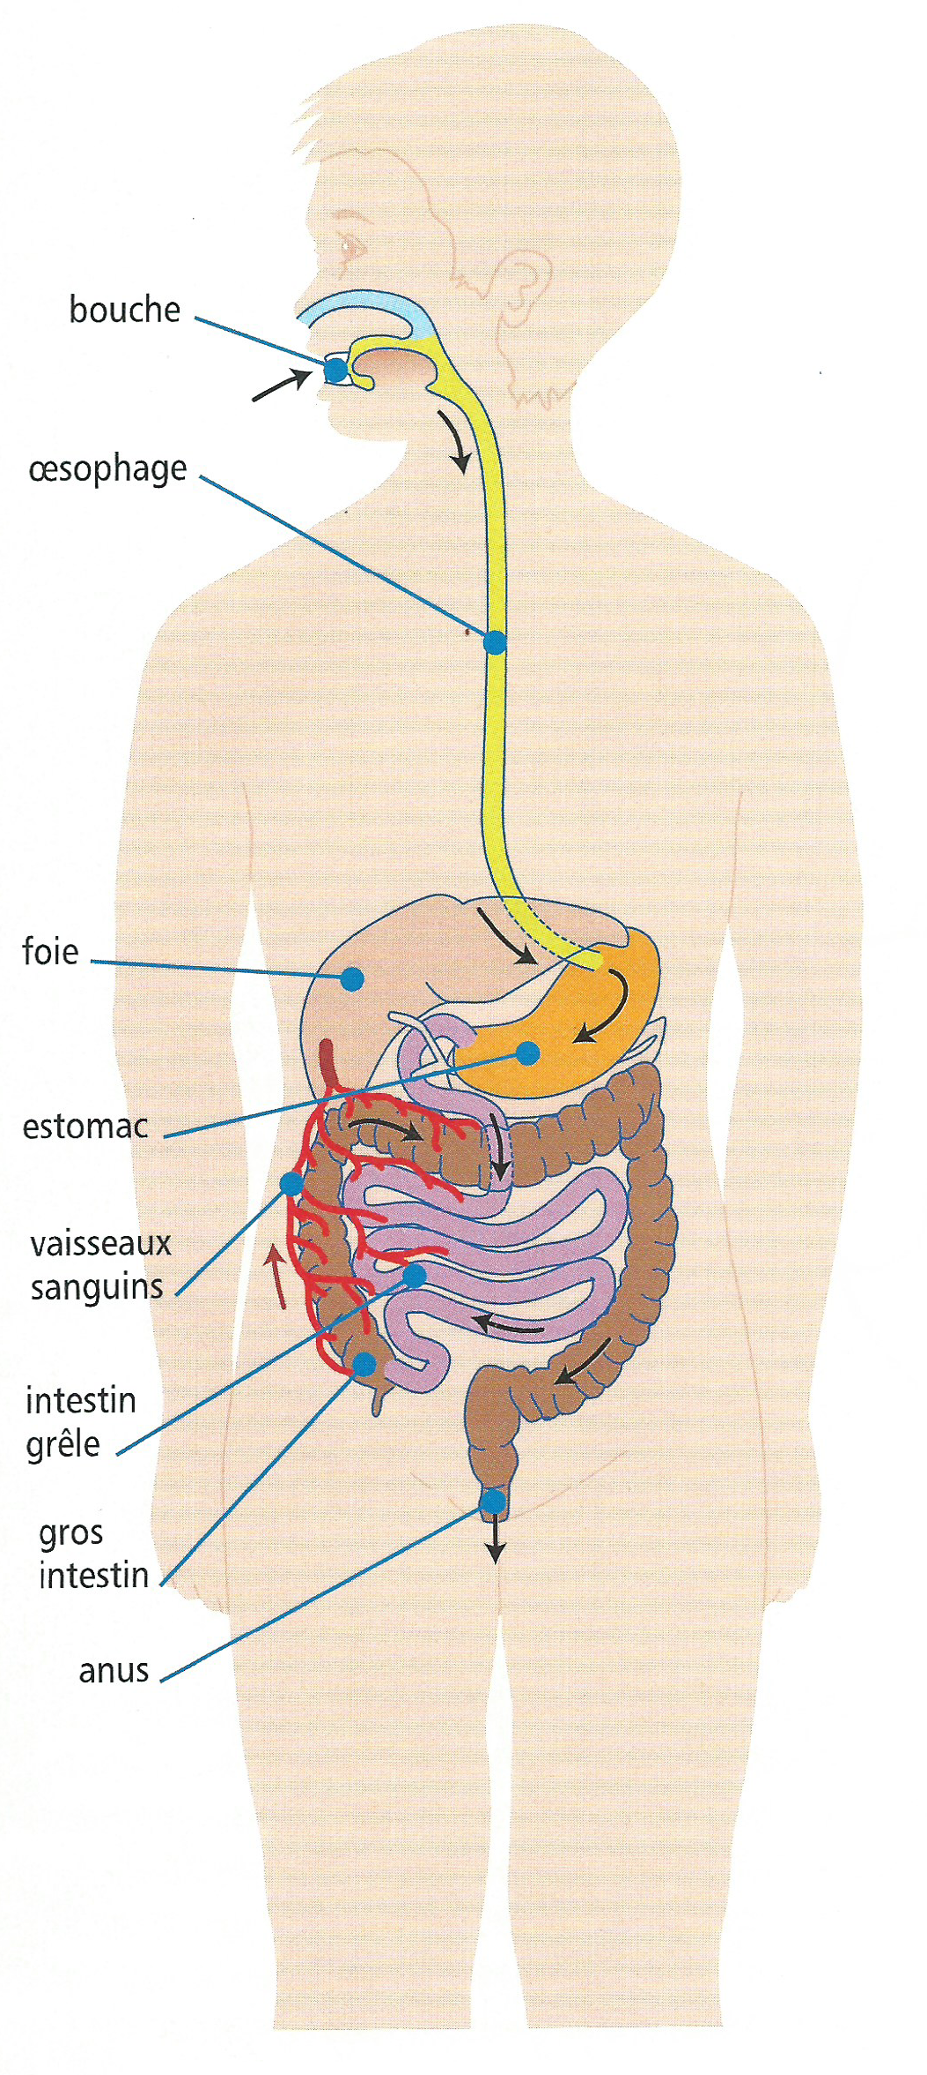 bouche
œsophage
foie
estomac
vaisseaux
sanguins
intestin
grêle
gros
intestin
anus